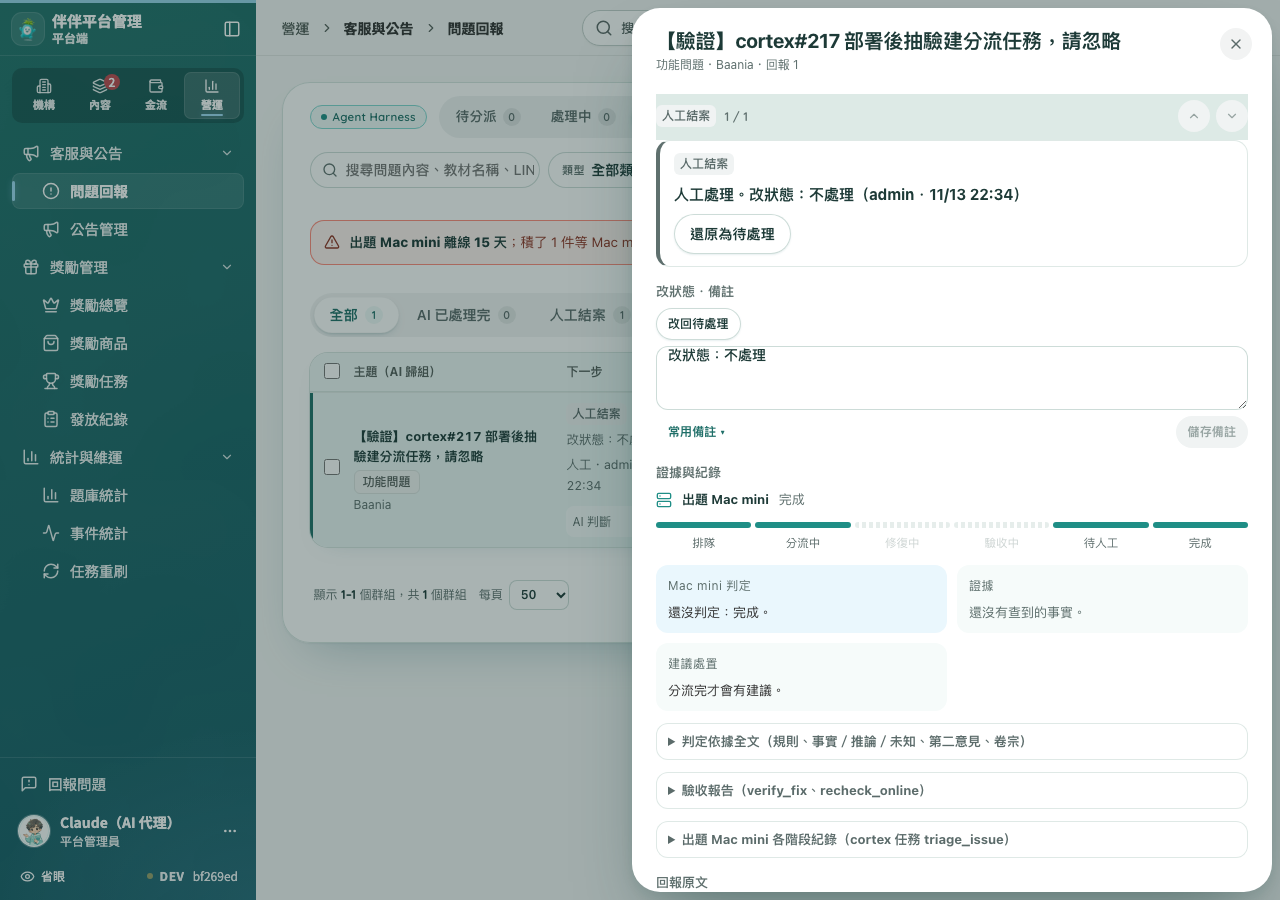 伴伴平台管理
平台端
機構
內容
2
金流
營運
客服與公告
問題回報
公告管理
獎勵管理
獎勵總覽
獎勵商品
獎勵任務
發放紀錄
統計與維運
題庫統計
事件統計
任務重刷
回報問題
Claude（AI 代理）
平台管理員
省眼
DEV bf269ed
營運 > 客服與公告 > 問題回報
Agent Harness
待分派 0
處理中 0
搜尋問題內容、教材名稱、LIN
類型 全部類
出題 Mac mini 離線 15 天；積了 1 件等 Mac m
全部 1
AI 已處理完 0
人工結案 1
主題（AI 歸組）
下一步
【驗證】cortex#217 部署後抽
驗建分流任務，請忽略
功能問題
Baania
人工結案
改狀態：不
人工 · admi
22:34
AI 判斷
顯示 1-1 個群組，共 1 個群組
每頁 50
【驗證】cortex#217 部署後抽驗建分流任務，請忽略
功能問題 · Baania · 回報 1
人工結案 1 / 1
人工結案
人工處理。改狀態：不處理（admin · 11/13 22:34）
還原為待處理
改狀態 · 備註
改回待處理
改狀態：不處理
常用備註
儲存備註
證據與紀錄
出題 Mac mini 完成
排隊
分流中
修復中
驗收中
待人工
完成
Mac mini 判定
還沒判定：完成。
證據
還沒有查到的事實。
建議處置
分流完才會有建議。
判定依據全文（規則、事實 / 推論 / 未知、第二意見、卷宗）
驗收報告（verify_fix、recheck_online）
出題 Mac mini 各階段紀錄（cortex 任務 triage_issue）
回報原文